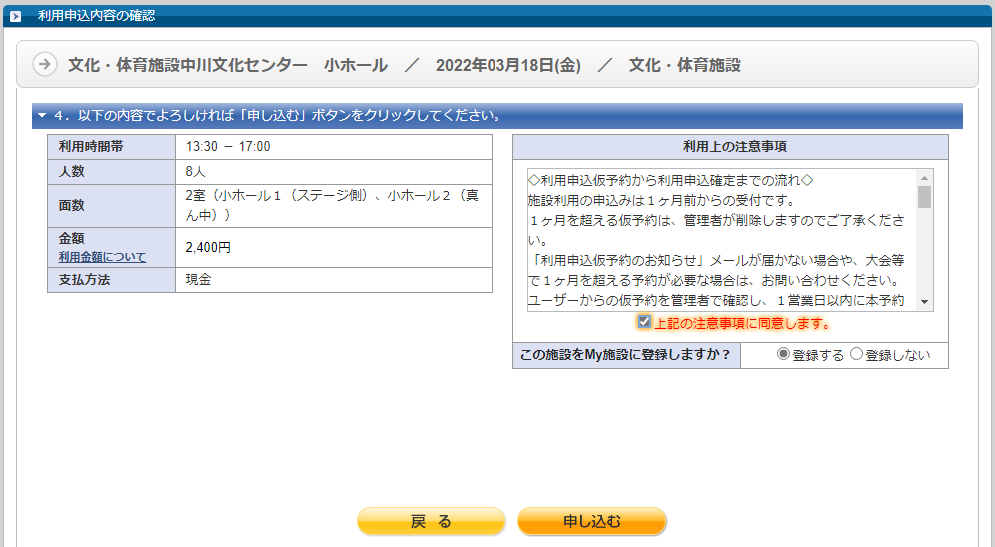 利用申込内容の確認
文化・体育施設中川文化センター　小ホール　／　2022年03月18日(金)　／　文化・体育施設
4．以下の内容でよろしければ「申し込む」ボタンをクリックしてください。
利用時間帯 13:30 － 17:00
人数 8人
面数 2室（小ホール１（ステージ側）、小ホール２（真
ん中））
金額 2,400円
利用金額について
支払方法 現金
利用上の注意事項
◇利用申込仮予約から利用申込確定までの流れ◇
施設利用の申込みは１ヶ月前からの受付です。
１ヶ月を超える仮予約は、管理者が削除しますのでご了承くださ
い。
「利用申込仮予約のお知らせ」メールが届かない場合や、大会等
で１ヶ月を超える予約が必要な場合は、お問い合わせください。
ユーザーからの仮予約を管理者で確認し、１営業日以内に本予約
上記の注意事項に同意します。
この施設をMy施設に登録しますか？ 登録する 登録しない
戻 る 申し込む